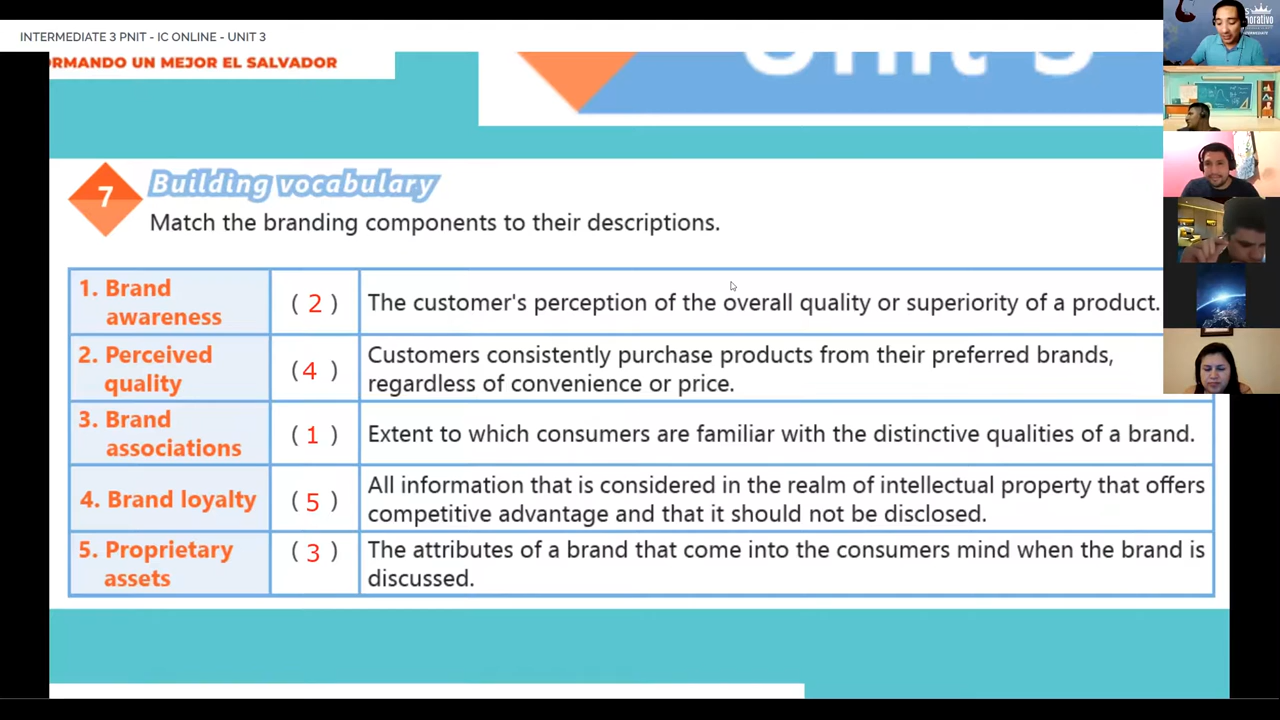 INTERMEDIATE 3 PNIT - IC ONLINE - UNIT 3
ORMANDO UN MEJOR EL SALVADOR
7
Building vocabulary
Match the branding components to their descriptions.
1. Brand awareness
( 2 )
The customer's perception of the overall quality or superiority of a product.
2. Perceived quality
( 4 )
Customers consistently purchase products from their preferred brands,
regardless of convenience or price.
3. Brand associations
( 1 )
Extent to which consumers are familiar with the distinctive qualities of a brand.
4. Brand loyalty
( 5 )
All information that is considered in the realm of intellectual property that offers
competitive advantage and that it should not be disclosed.
5. Proprietary assets
( 3 )
The attributes of a brand that come into the consumers mind when the brand is
discussed.